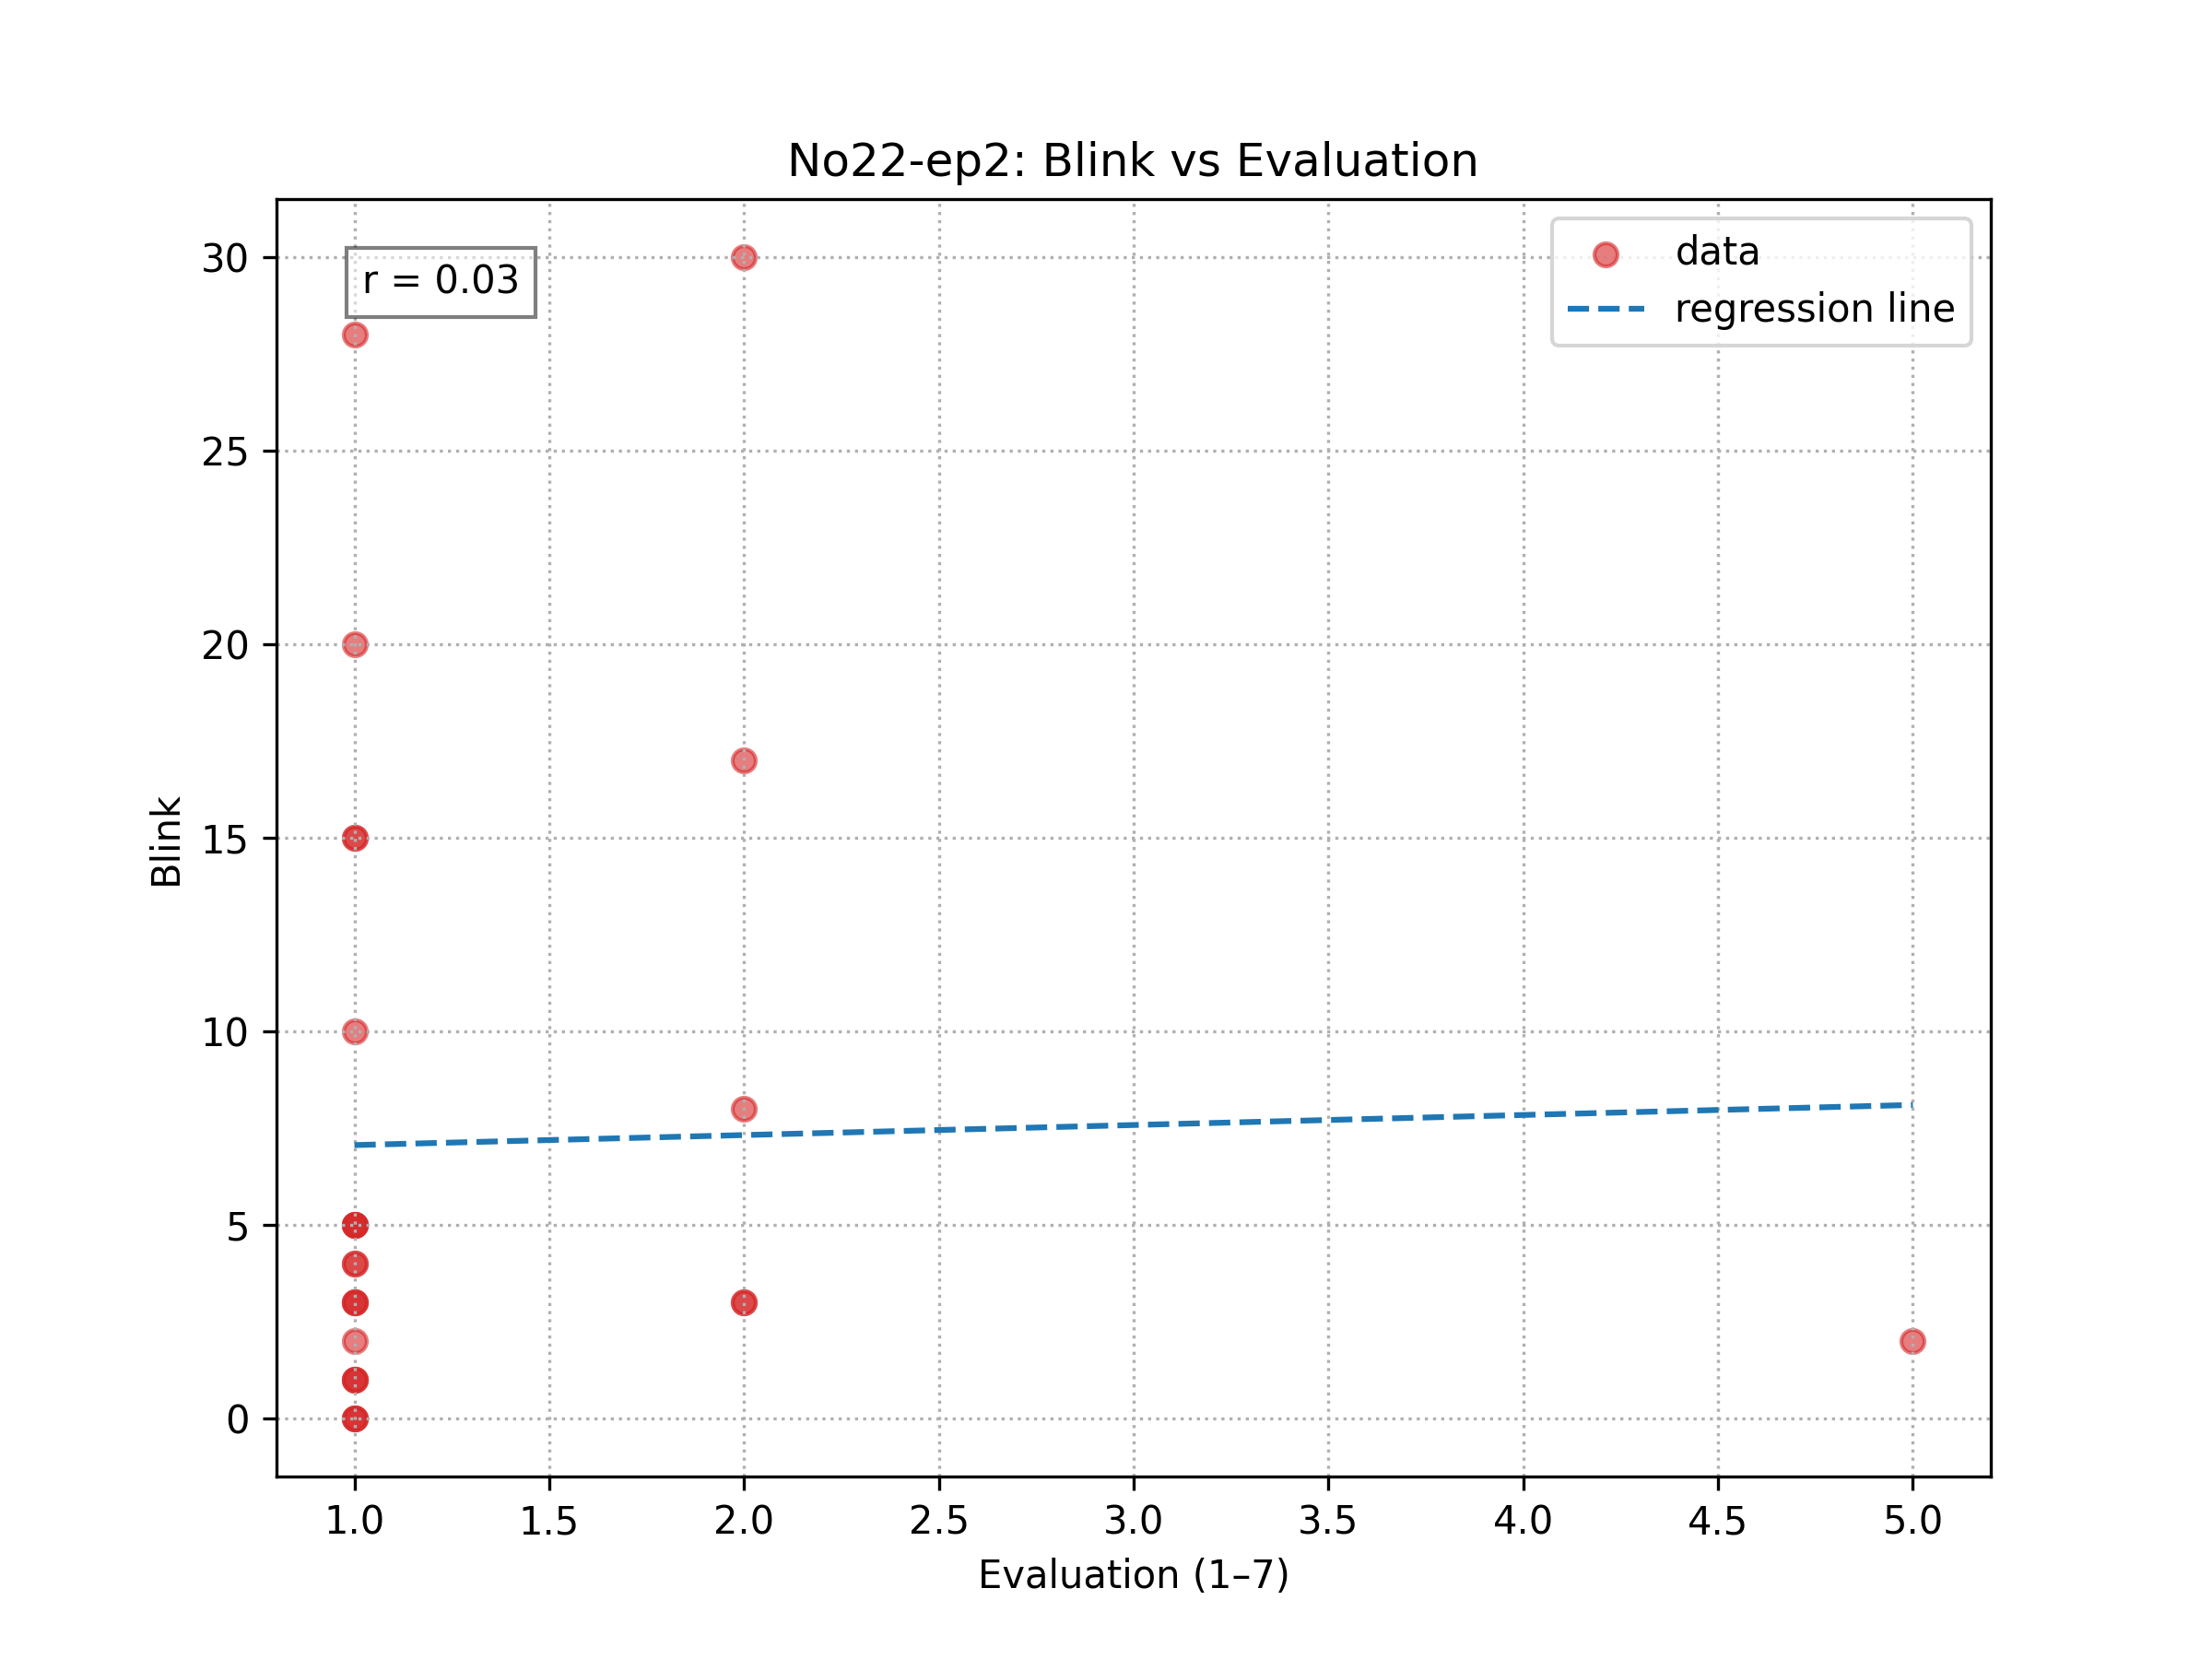 No22-ep2: Blink vs Evaluation
r = 0.03
data
regression line
30
25
20
15
10
5
0
Blink
1.0 1.5 2.0 2.5 3.0 3.5 4.0 4.5 5.0
Evaluation (1–7)